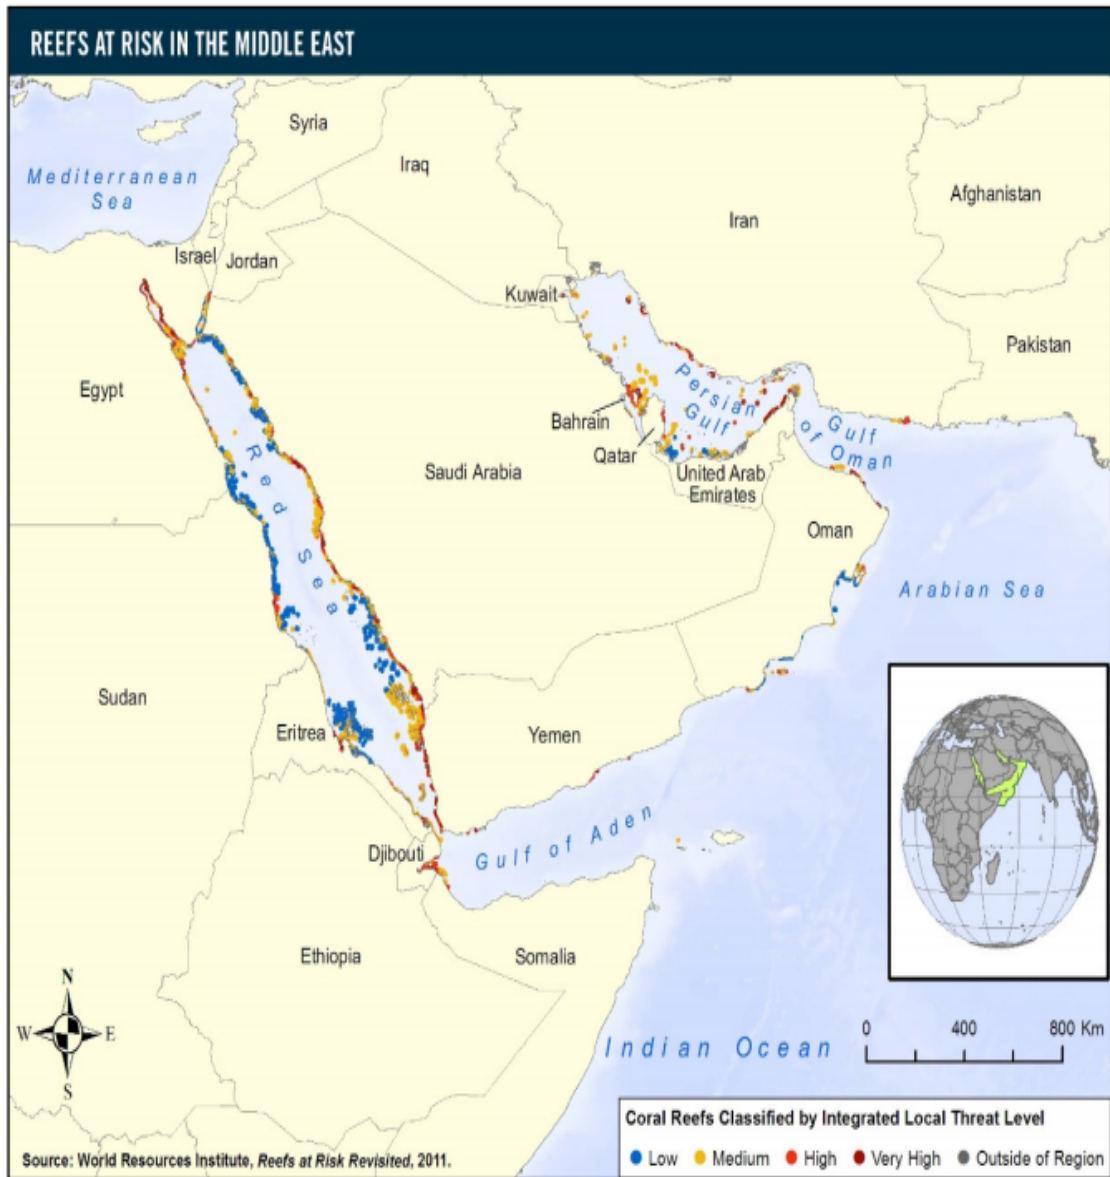 REEFS AT RISK IN THE MIDDLE EAST
Syria
Iraq
Mediterranean
Sea
Afghanistan
Iran
Israel
Jordan
Kuwait
Pakistan
Egypt
Persian
Gulf
Bahrain
Qatar
Gulf
of Oman
Red Sea
Saudi Arabia
United Arab
Emirates
Oman
Arabian Sea
Sudan
Eritrea
Yemen
Djibouti
Gulf of Aden
Ethiopia
Somalia
N
W E
S
0 400 800 Km
Indian Ocean
Coral Reefs Classified by Integrated Local Threat Level
Low Medium High Very High Outside of Region
Source: World Resources Institute, Reefs at Risk Revisited, 2011.